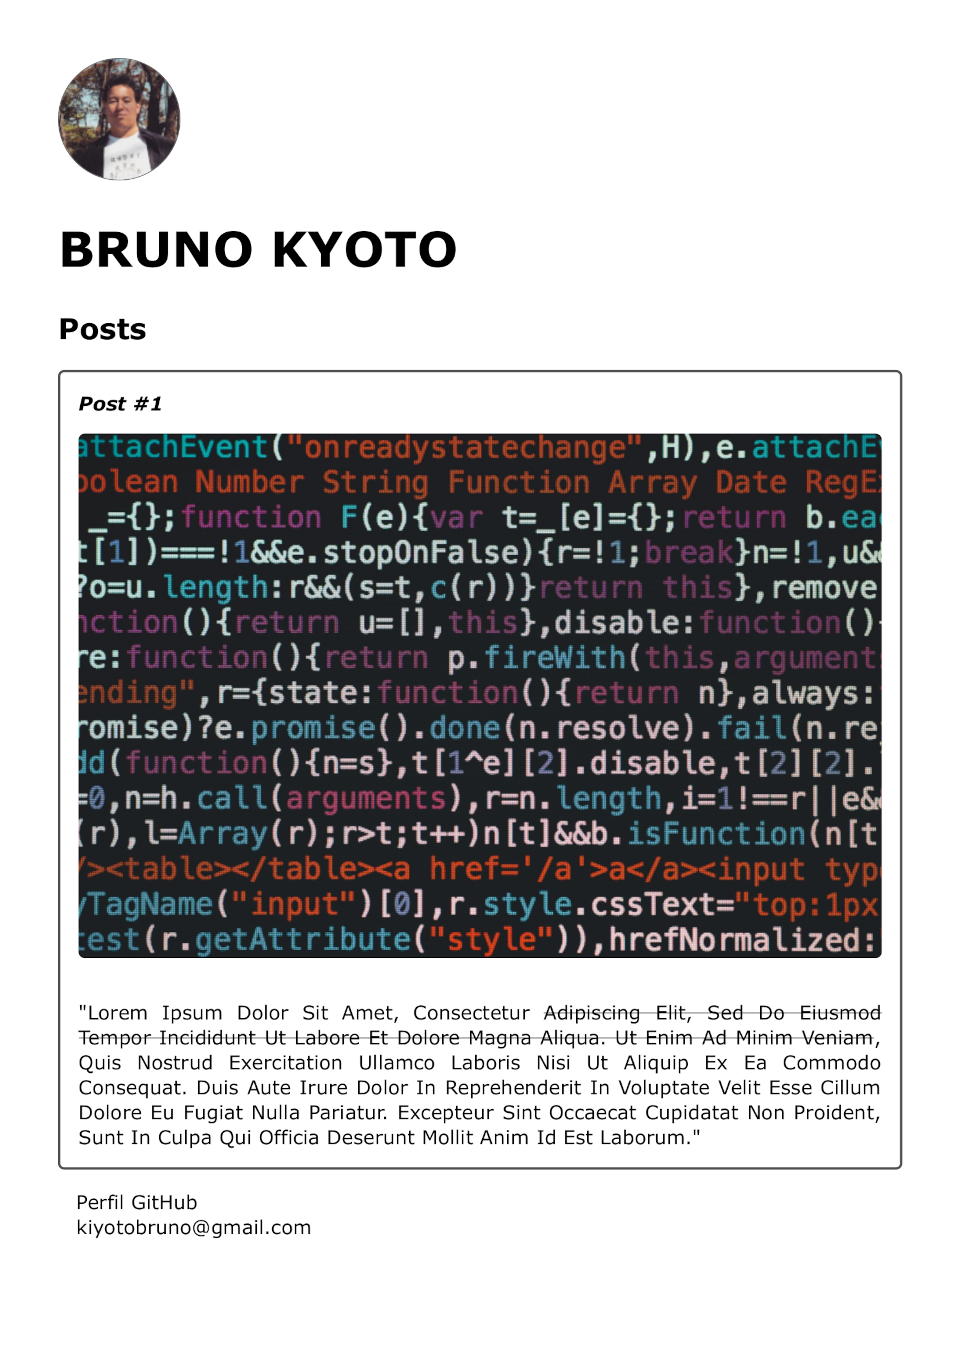 BRUNO KYOTO
Posts
Post #1
attachEvent("onreadystatechange",H),e.attachE
oolean Number String Function Array Date RegE
_={};function F(e){var t=_[e]={};return b.ea
t[1])===!1&&e.stopOnFalse){r=!1;break}n=!1,u&
?o=u.length:r&&(s=t,c(r))}return this},remove
nction(){return u=[],this},disable:function()
re:function(){return p.fireWith(this,argument
ending",r={state:function(){return n},always:
romise)?e.promise().done(n.resolve).fail(n.re
dd(function(){n=s},t[1^e][2].disable,t[2][2].
=0,n=h.call(arguments),r=n.length,i=1!==r||e&
(r),l=Array(r);r>t;t++)n[t]&&b.isFunction(n[t
/><table></table><a href='/a'>a</a><input typ
yTagName("input")[0],r.style.cssText="top:1px
test(r.getAttribute("style")),hrefNormalized:
"Lorem Ipsum Dolor Sit Amet, Consectetur Adipiscing Elit, Sed Do Eiusmod
Tempor Incididunt Ut Labore Et Dolore Magna Aliqua. Ut Enim Ad Minim Veniam,
Quis Nostrud Exercitation Ullamco Laboris Nisi Ut Aliquip Ex Ea Commodo
Consequat. Duis Aute Irure Dolor In Reprehenderit In Voluptate Velit Esse Cillum
Dolore Eu Fugiat Nulla Pariatur. Excepteur Sint Occaecat Cupidatat Non Proident,
Sunt In Culpa Qui Officia Deserunt Mollit Anim Id Est Laborum."
Perfil GitHub
kiyotobruno@gmail.com